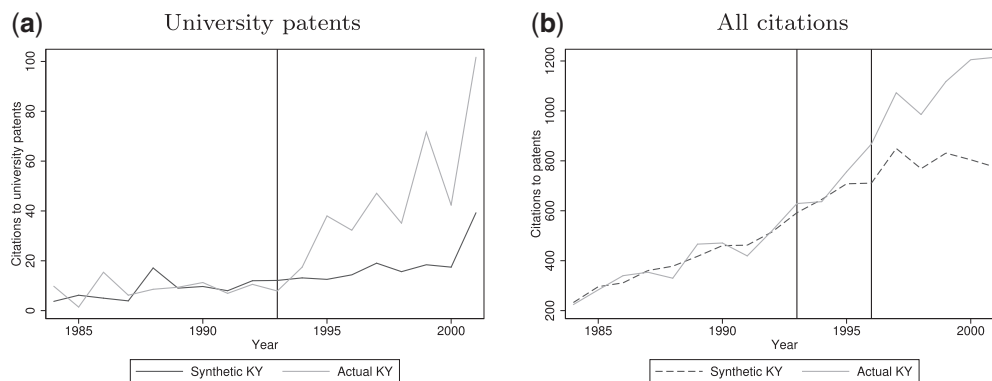 (a) University patents
Citations to university patents
100
80
60
40
20
0
1985 1990 1995 2000
Year
Synthetic KY Actual KY
(b) All citations
Citations to patents
1200
1000
800
600
400
200
1985 1990 1995 2000
Year
Synthetic KY Actual KY